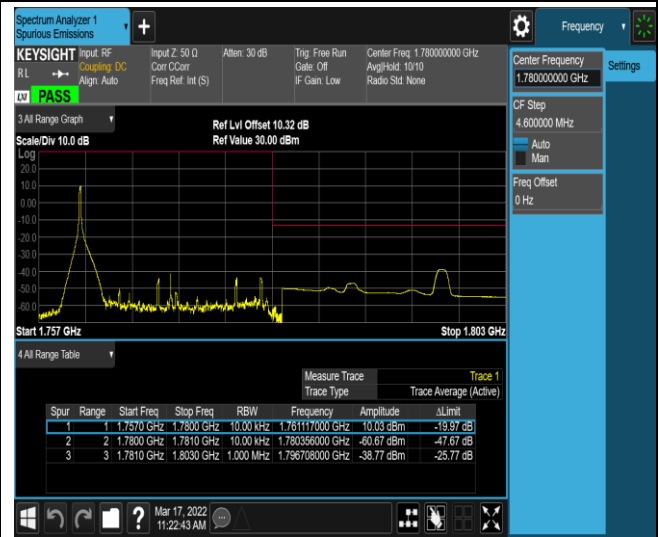 Spectrum Analyzer 1
Spurious Emissions
+
Frequency
KEYSIGHT Input: RF Input Z: 50 Ω Atten: 30 dB Trig: Free Run Center Freq: 1.780000000 GHz
RL Coupling: DC Corr CCorr Gate: Off Avg|Hold: 10/10
Align: Auto Freq Ref: Int (S) IF Gain: Low Radio Std: None
LXI PASS
Center Frequency
1.780000000 GHz
Settings
CF Step
4.600000 MHz
Auto
Man
Freq Offset
0 Hz
3 All Range Graph
Ref Lvl Offset 10.32 dB
Scale/Div 10.0 dB Ref Value 30.00 dBm
Log
20.0
10.0
0.00
-10.0
-20.0
-30.0
-40.0
-50.0
-60.0
Start 1.757 GHz Stop 1.803 GHz
4 All Range Table
Measure Trace Trace 1
Trace Type Trace Average (Active)
Spur Range Start Freq Stop Freq RBW Frequency Amplitude ΔLimit
1 1 1.7570 GHz 1.7800 GHz 10.00 kHz 1.761117000 GHz 10.03 dBm -19.97 dB
2 2 1.7800 GHz 1.7810 GHz 10.00 kHz 1.780356000 GHz -60.67 dBm -47.67 dB
3 3 1.7810 GHz 1.8030 GHz 1.000 MHz 1.796708000 GHz -38.77 dBm -25.77 dB
? Mar 17, 2022
11:22:43 AM